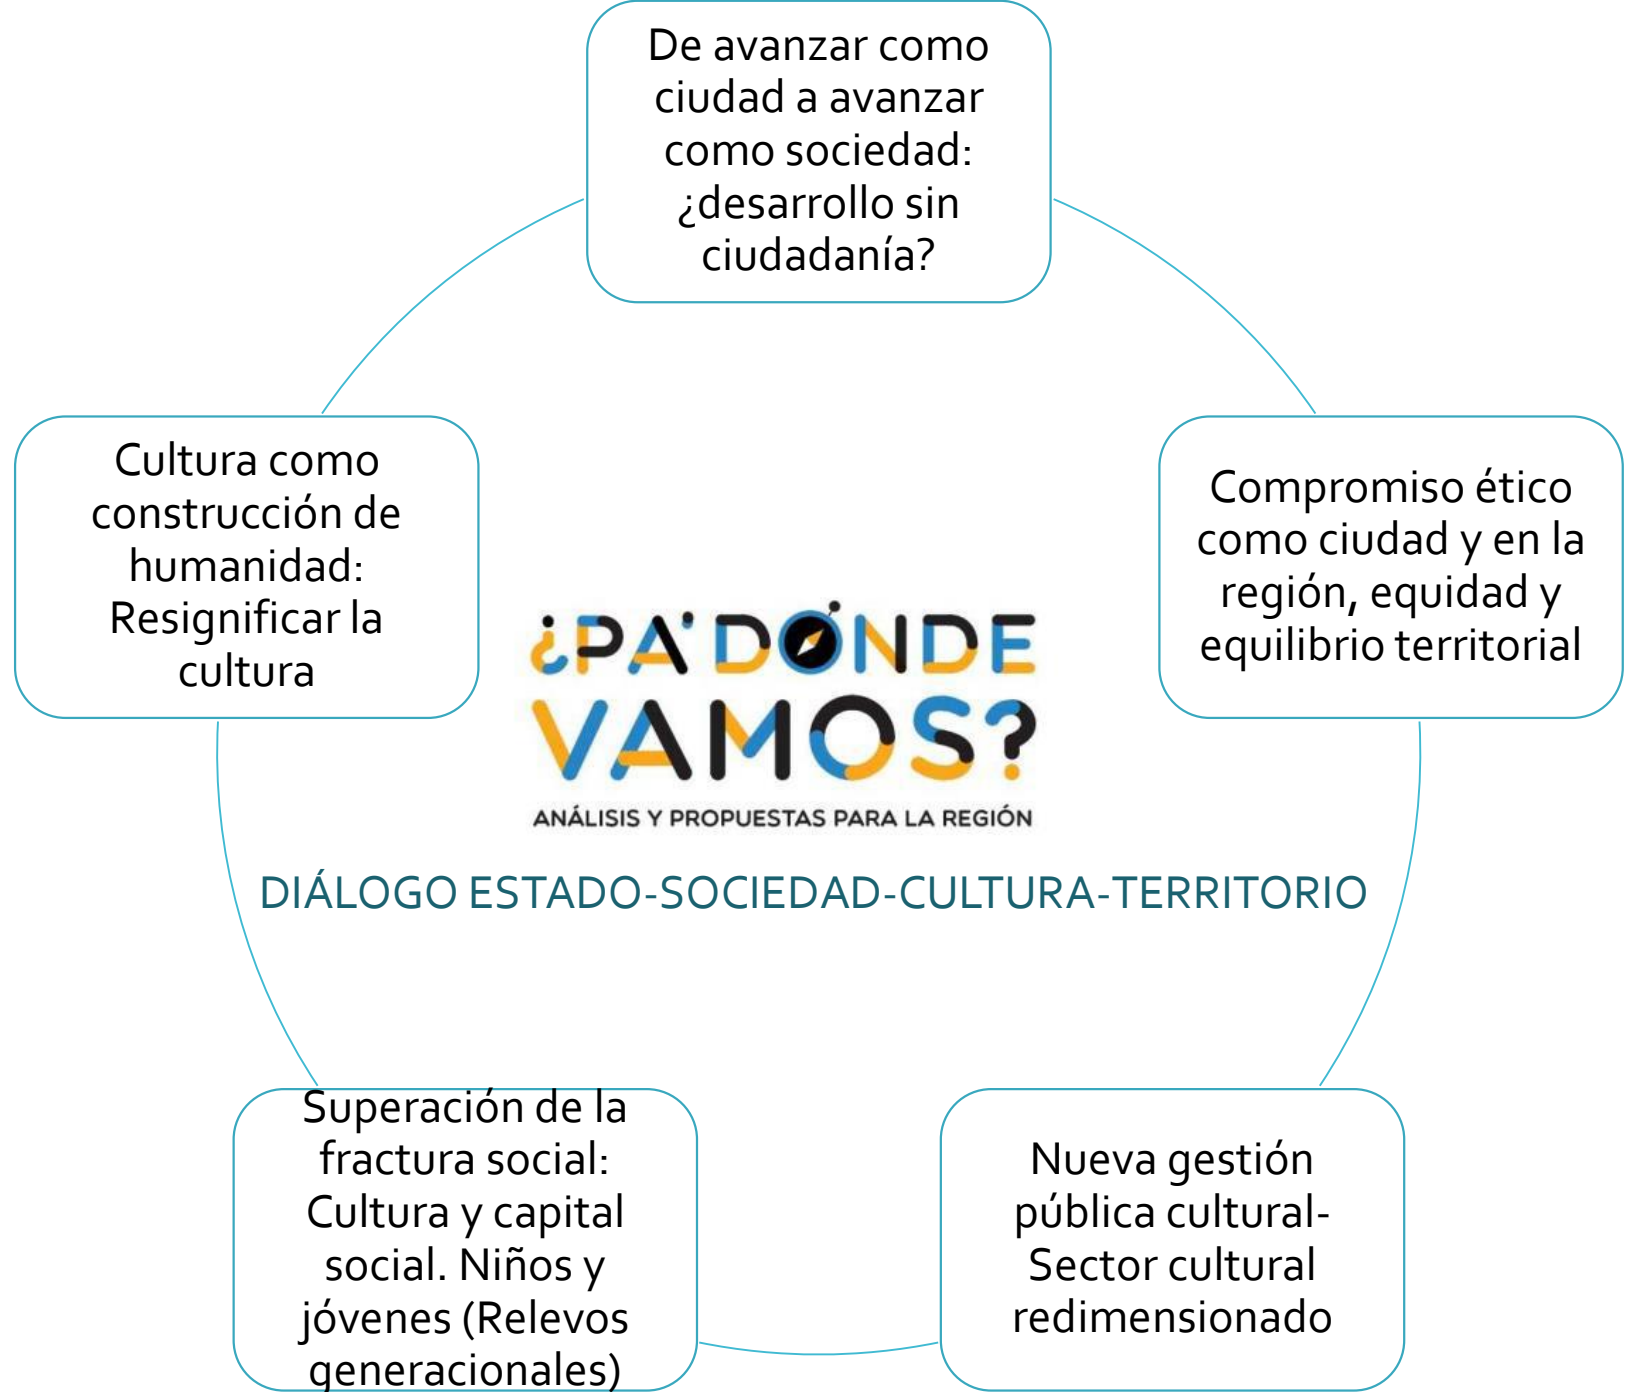 De avanzar como
ciudad a avanzar
como sociedad:
¿desarrollo sin
ciudadanía?
Cultura como
construcción de
humanidad:
Resignificar la
cultura
Compromiso ético
como ciudad y en la
región, equidad y
equilibrio territorial
¿PA' DÓNDE
VAMOS?
ANÁLISIS Y PROPUESTAS PARA LA REGIÓN
DIÁLOGO ESTADO-SOCIEDAD-CULTURA-TERRITORIO
Superación de la
fractura social:
Cultura y capital
social. Niños y
jóvenes (Relevos
generacionales)
Nueva gestión
pública cultural-
Sector cultural
redimensionado